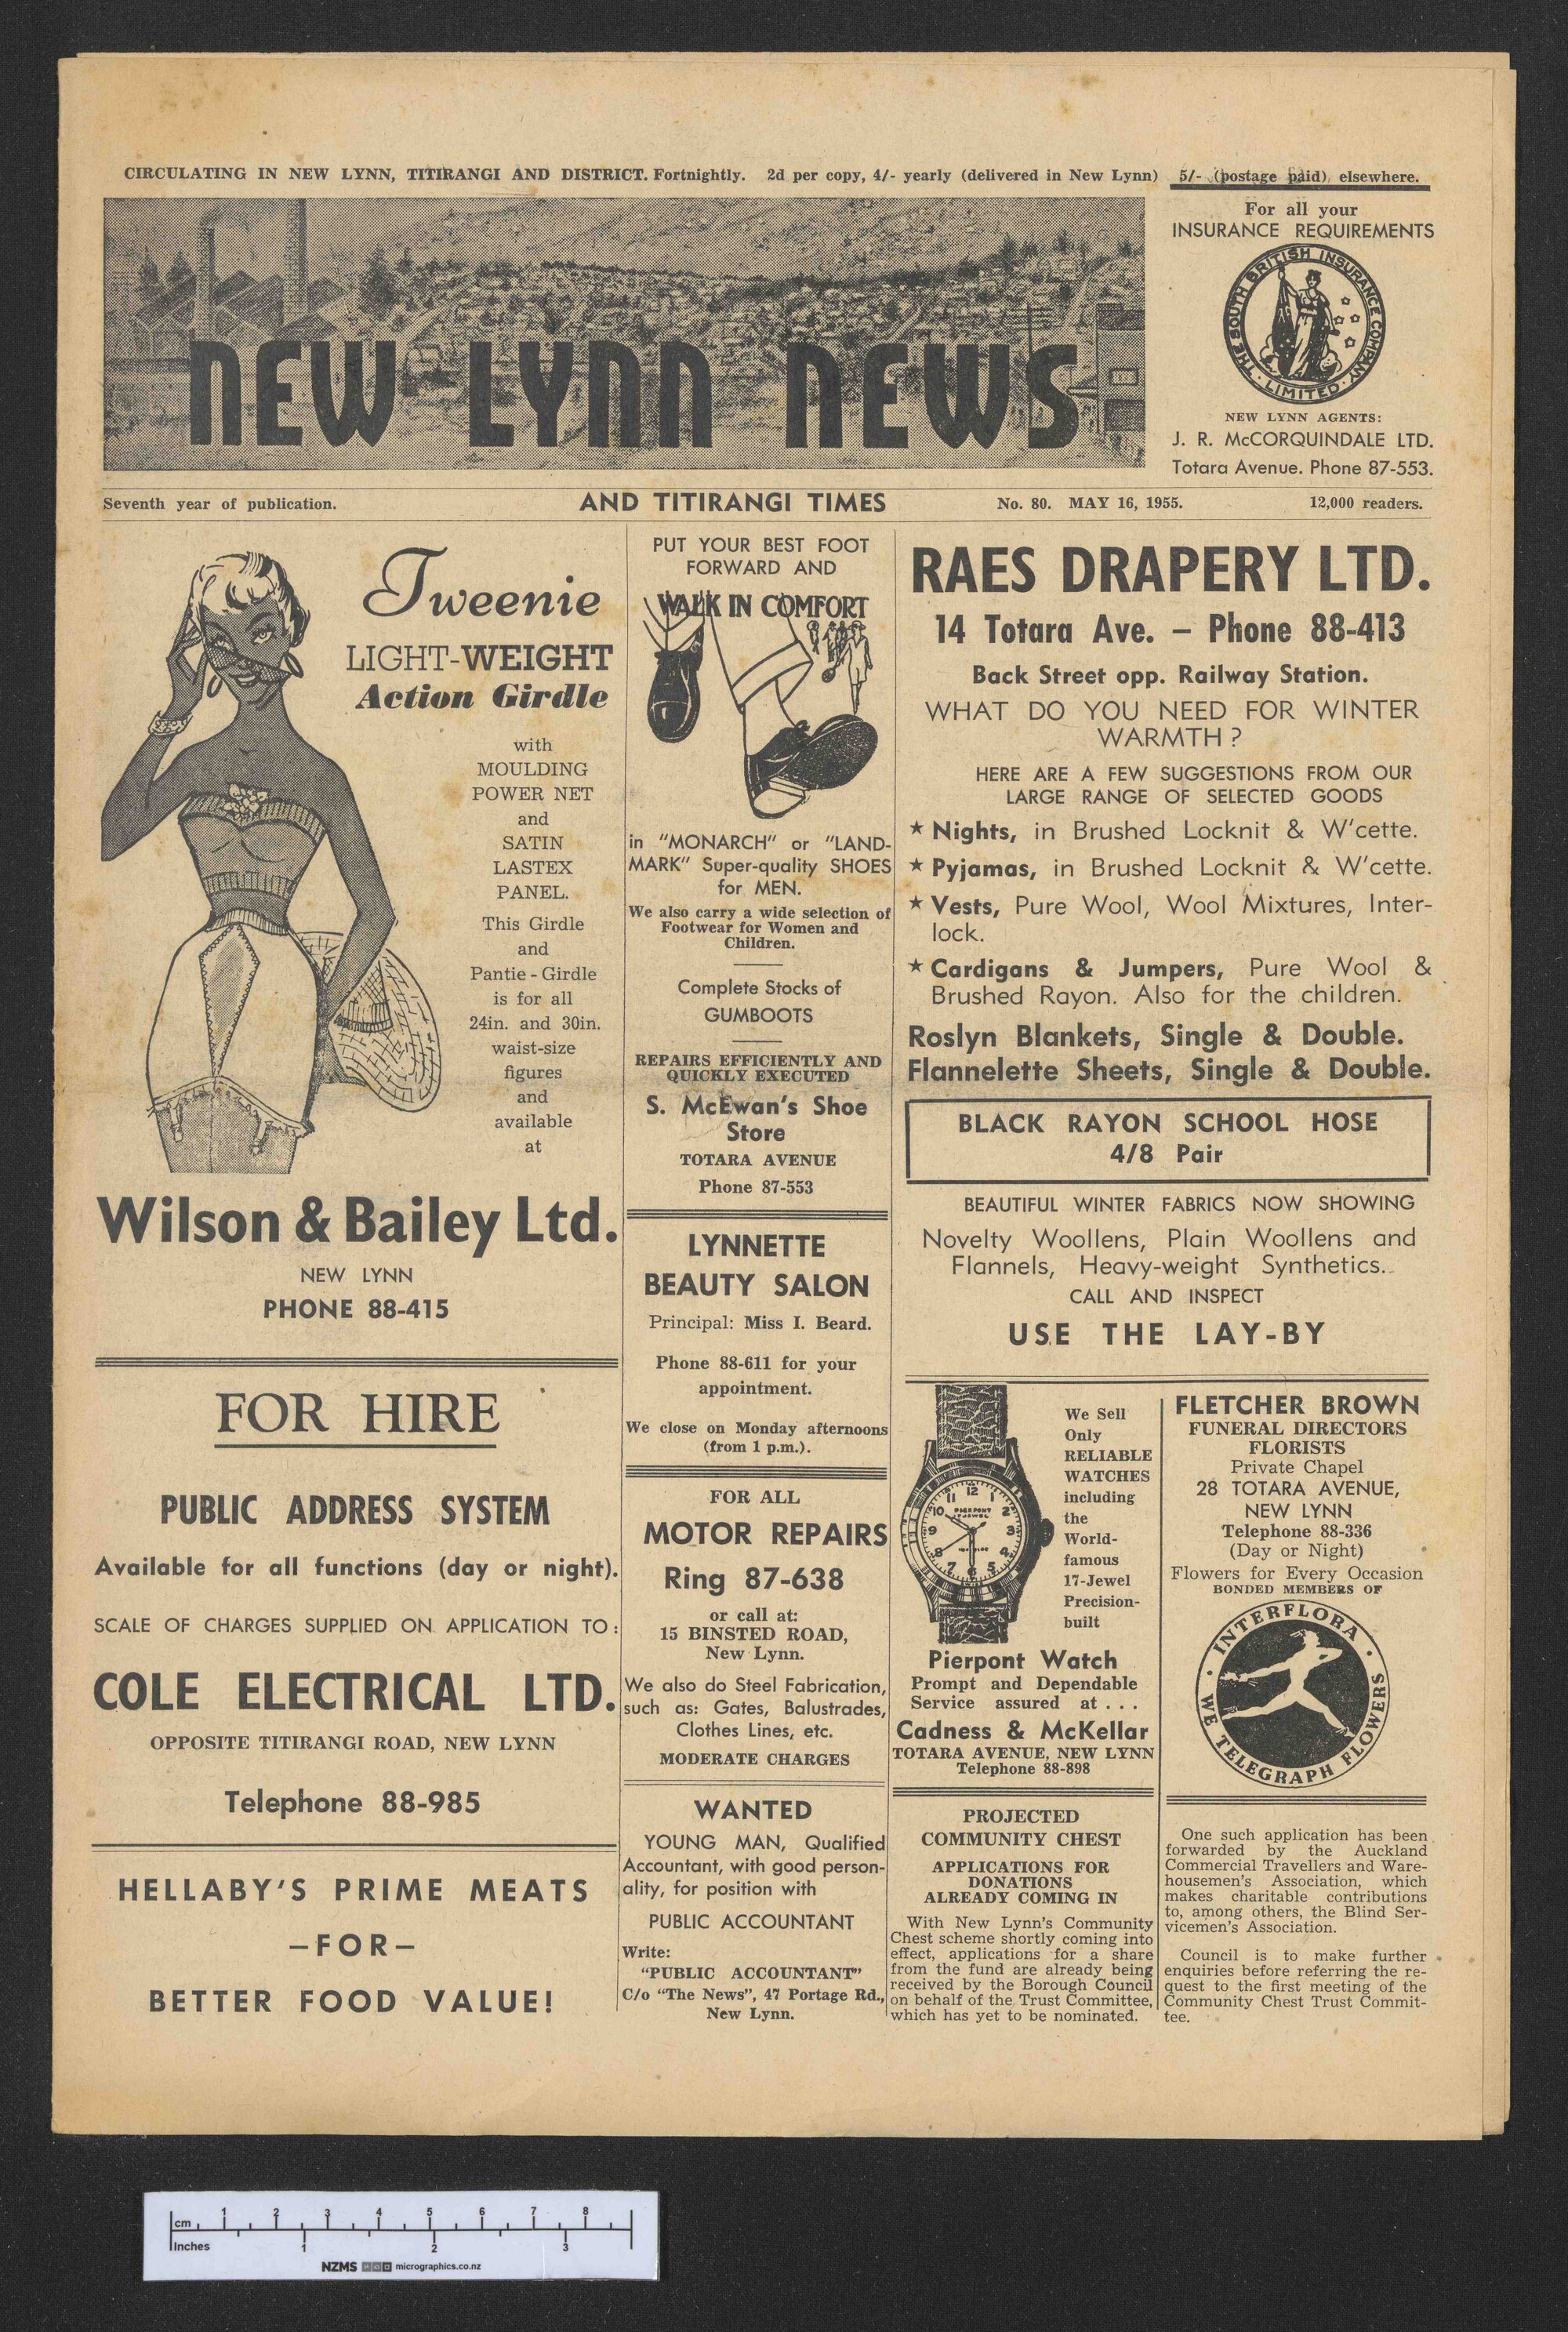 CIRCULATING IN NEW LYNN, TITIRANGI AND DISTRICT. Fortnightly. 2d per copy, 4/- yearly (delivered in New Lynn) 5/- (postage paid) elsewhere.
NEW LYNN NEWS
For all your
INSURANCE REQUIREMENTS
THE SOUTH BRITISH INSURANCE COMPANY LIMITED
NEW LYNN AGENTS:
J. R. McCORQUINDALE LTD.
Totara Avenue. Phone 87-553.
Seventh year of publication. AND TITIRANGI TIMES No. 80. MAY 16, 1955. 12,000 readers.
Tweenie
LIGHT-WEIGHT
Action Girdle
with
MOULDING
POWER NET
and
SATIN
LASTEX
PANEL.
This Girdle
and
Pantie - Girdle
is for all
24in. and 30in.
waist-size
figures
and
available
at
Wilson & Bailey Ltd.
NEW LYNN
PHONE 88-415
FOR HIRE
PUBLIC ADDRESS SYSTEM
Available for all functions (day or night).
SCALE OF CHARGES SUPPLIED ON APPLICATION TO:
COLE ELECTRICAL LTD.
OPPOSITE TITIRANGI ROAD, NEW LYNN
Telephone 88-985
HELLABY'S PRIME MEATS
—FOR—
BETTER FOOD VALUE!
PUT YOUR BEST FOOT
FORWARD AND
WALK IN COMFORT
in "MONARCH" or "LAND-
MARK" Super-quality SHOES
for MEN.
We also carry a wide selection of
Footwear for Women and
Children.
Complete Stocks of
GUMBOOTS
REPAIRS EFFICIENTLY AND
QUICKLY EXECUTED
S. McEwan's Shoe
Store
TOTARA AVENUE
Phone 87-553
LYNNETTE
BEAUTY SALON
Principal: Miss I. Beard.
Phone 88-611 for your
appointment.
We close on Monday afternoons
(from 1 p.m.).
FOR ALL
MOTOR REPAIRS
Ring 87-638
or call at:
15 BINSTED ROAD,
New Lynn.
We also do Steel Fabrication,
such as: Gates, Balustrades,
Clothes Lines, etc.
MODERATE CHARGES
WANTED
YOUNG MAN, Qualified
Accountant, with good person-
ality, for position with
PUBLIC ACCOUNTANT
Write:
"PUBLIC ACCOUNTANT"
C/o "The News", 47 Portage Rd.,
New Lynn.
RAES DRAPERY LTD.
14 Totara Ave. — Phone 88-413
Back Street opp. Railway Station.
WHAT DO YOU NEED FOR WINTER
WARMTH ?
HERE ARE A FEW SUGGESTIONS FROM OUR
LARGE RANGE OF SELECTED GOODS
★ Nights, in Brushed Locknit & W'cette.
★ Pyjamas, in Brushed Locknit & W'cette.
★ Vests, Pure Wool, Wool Mixtures, Inter-
lock.
★ Cardigans & Jumpers, Pure Wool &
Brushed Rayon. Also for the children.
Roslyn Blankets, Single & Double.
Flannelette Sheets, Single & Double.
BLACK RAYON SCHOOL HOSE
4/8 Pair
BEAUTIFUL WINTER FABRICS NOW SHOWING
Novelty Woollens, Plain Woollens and
Flannels, Heavy-weight Synthetics.
CALL AND INSPECT
USE THE LAY-BY
We Sell
Only
RELIABLE
WATCHES
including
the
World-
famous
17-Jewel
Precision-
built
12 1 2 3 4 5 7 8 9 10 11
PIERPONT
Pierpont Watch
Prompt and Dependable
Service assured at . . .
Cadness & McKellar
TOTARA AVENUE, NEW LYNN
Telephone 88-898
FLETCHER BROWN
FUNERAL DIRECTORS
FLORISTS
Private Chapel
28 TOTARA AVENUE,
NEW LYNN
Telephone 88-336
(Day or Night)
Flowers for Every Occasion
BONDED MEMBERS OF
INTERFLORA
WE TELEGRAPH FLOWERS
PROJECTED
COMMUNITY CHEST
APPLICATIONS FOR
DONATIONS
ALREADY COMING IN
With New Lynn's Community
Chest scheme shortly coming into
effect, applications for a share
from the fund are already being
received by the Borough Council
on behalf of the Trust Committee,
which has yet to be nominated.
One such application has been
forwarded by the Auckland
Commercial Travellers and Ware-
housemen's Association, which
makes charitable contributions
to, among others, the Blind Ser-
vicemen's Association.
Council is to make further
enquiries before referring the re-
quest to the first meeting of the
Community Chest Trust Commit-
tee.
cm 1 2 3 4 5 6 7 8
Inches 1 2 3
NZMS micrographics.co.nz